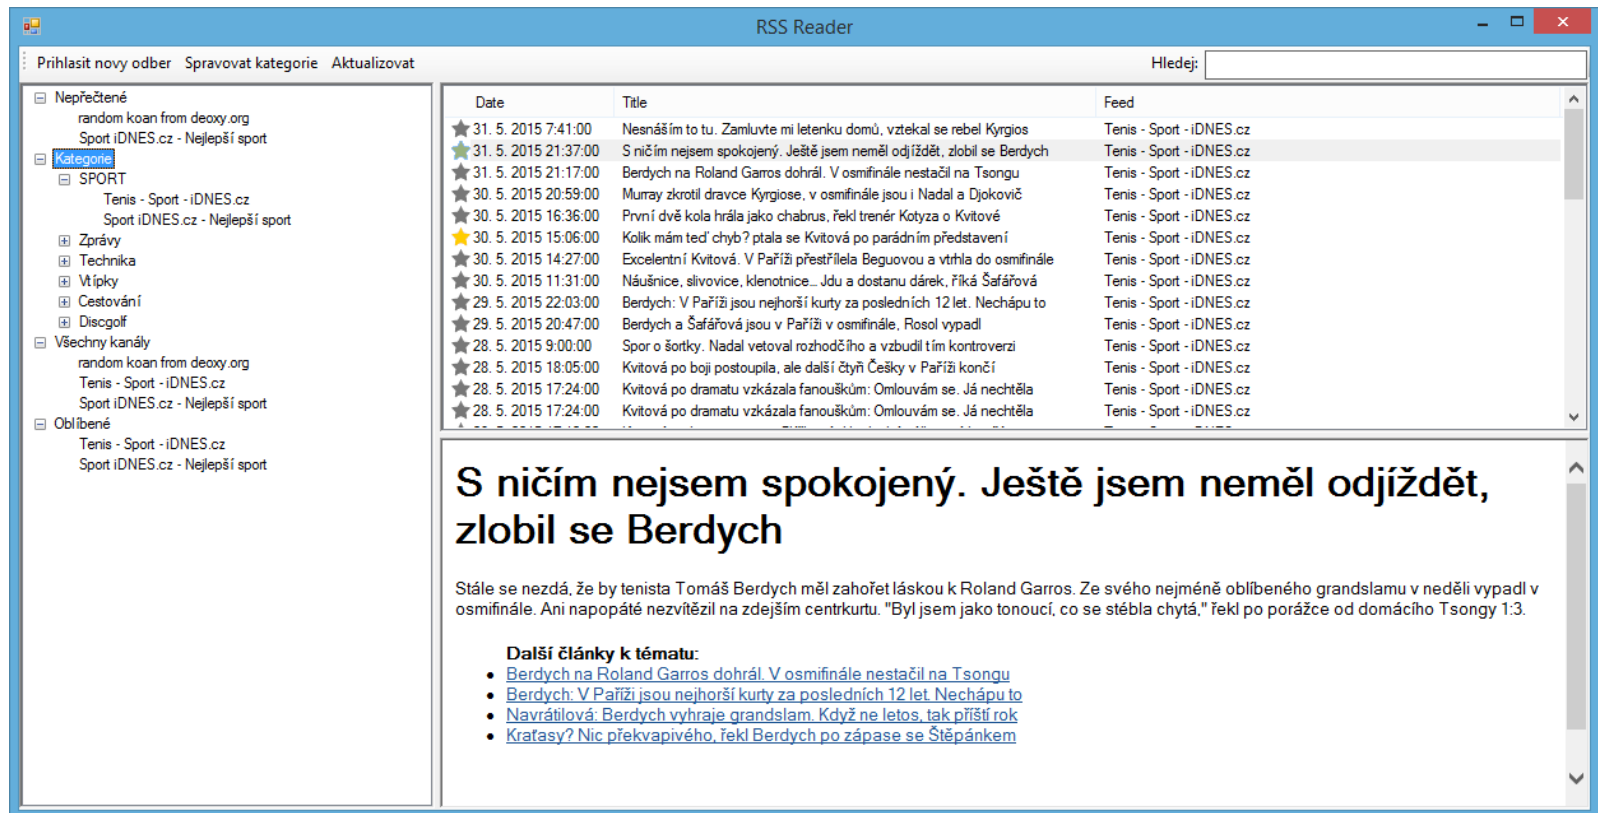 RSS Reader
Prihlasit novy odber Spravovat kategorie Aktualizovat
Hledej:
Nepřečtené
random koan from deoxy.org
Sport iDNES.cz - Nejlepší sport
Kategorie
SPORT
Tenis - Sport - iDNES.cz
Sport iDNES.cz - Nejlepší sport
Zprávy
Technika
Vtípky
Cestování
Discgolf
Všechny kanály
random koan from deoxy.org
Tenis - Sport - iDNES.cz
Sport iDNES.cz - Nejlepší sport
Oblíbené
Tenis - Sport - iDNES.cz
Sport iDNES.cz - Nejlepší sport
Date Title Feed
31. 5. 2015 7:41:00 Nesnáším to tu. Zamluvte mi letenku domů, vztekal se rebel Kyrgios Tenis - Sport - iDNES.cz
31. 5. 2015 21:37:00 S ničím nejsem spokojený. Ještě jsem neměl odjíždět, zlobil se Berdych Tenis - Sport - iDNES.cz
31. 5. 2015 21:17:00 Berdych na Roland Garros dohrál. V osmifinále nestačil na Tsongu Tenis - Sport - iDNES.cz
30. 5. 2015 20:59:00 Murray zkrotil dravce Kyrgiose, v osmifinále jsou i Nadal a Djokovič Tenis - Sport - iDNES.cz
30. 5. 2015 16:36:00 První dvě kola hrála jako chabrus, řekl trenér Kotyza o Kvitové Tenis - Sport - iDNES.cz
30. 5. 2015 15:06:00 Kolik mám teď chyb? ptala se Kvitová po parádním představení Tenis - Sport - iDNES.cz
30. 5. 2015 14:27:00 Excelentní Kvitová. V Paříži přestřílela Beguovou a vtrhla do osmifinále Tenis - Sport - iDNES.cz
30. 5. 2015 11:31:00 Náušnice, slivovice, klenotnice... Jdu a dostanu dárek, říká Šafářová Tenis - Sport - iDNES.cz
29. 5. 2015 22:03:00 Berdych: V Paříži jsou nejhorší kurty za posledních 12 let. Nechápu to Tenis - Sport - iDNES.cz
29. 5. 2015 20:47:00 Berdych a Šafářová jsou v Paříži v osmifinále, Rosol vypadl Tenis - Sport - iDNES.cz
28. 5. 2015 9:00:00 Spor o šortky. Nadal vetoval rozhodčího a vzbudil tím kontroverzi Tenis - Sport - iDNES.cz
28. 5. 2015 18:05:00 Kvitová po boji postoupila, ale další čtyři Češky v Paříži končí Tenis - Sport - iDNES.cz
28. 5. 2015 17:24:00 Kvitová po dramatu vzkázala fanouškům: Omlouvám se. Já nechtěla Tenis - Sport - iDNES.cz
28. 5. 2015 17:24:00 Kvitová po dramatu vzkázala fanouškům: Omlouvám se. Já nechtěla Tenis - Sport - iDNES.cz
S ničím nejsem spokojený. Ještě jsem neměl odjíždět,
zlobil se Berdych
Stále se nezdá, že by tenista Tomáš Berdych měl zahořet láskou k Roland Garros. Ze svého nejméně oblíbeného grandslamu v neděli vypadl v
osmifinále. Ani napopáté nezvítězil na zdejším centrkurtu. "Byl jsem jako tonoucí, co se stébla chytá," řekl po porážce od domácího Tsongy 1:3.
Další články k tématu:
Berdych na Roland Garros dohrál. V osmifinále nestačil na Tsongu
Berdych: V Paříži jsou nejhorší kurty za posledních 12 let. Nechápu to
Navrátilová: Berdych vyhraje grandslam. Když ne letos, tak příští rok
Kraťasy? Nic překvapivého, řekl Berdych po zápase se Štěpánkem